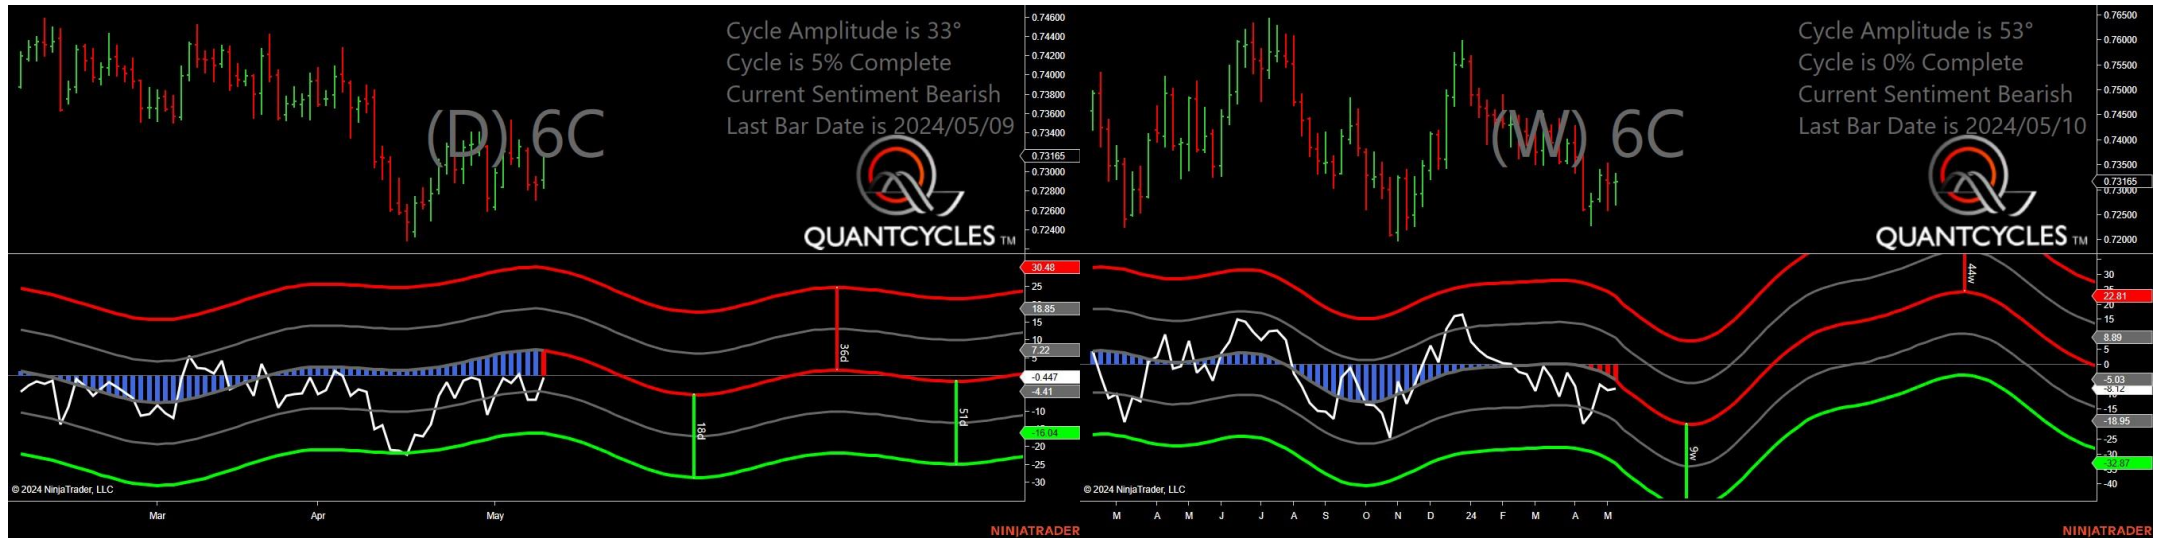 Cycle Amplitude is 33°
Cycle is 5% Complete
Current Sentiment Bearish
Last Bar Date is 2024/05/09
(D) 6C
QUANTCYCLES TM
0.74600
0.74400
0.74200
0.74000
0.73800
0.73600
0.73400
0.73165
0.73000
0.72800
0.72600
0.72400
30.48
25
18.85
15
10
7.22
5
-0.447
-4.41
-10
-16.04
-20
-25
-30
36d
18d
51d
© 2024 NinjaTrader, LLC
Mar Apr May
NINJATRADER
Cycle Amplitude is 53°
Cycle is 0% Complete
Current Sentiment Bearish
Last Bar Date is 2024/05/10
(W) 6C
QUANTCYCLES TM
0.76500
0.76000
0.75500
0.75000
0.74500
0.74000
0.73500
0.73165
0.73000
0.72500
0.72000
30
22.81
20
15
8.89
5
0
-5.03
-8.12
-15
-18.95
-25
-30
-32.87
-40
44w
9w
© 2024 NinjaTrader, LLC
M A M J J A S O N D 24 F M A M
NINJATRADER